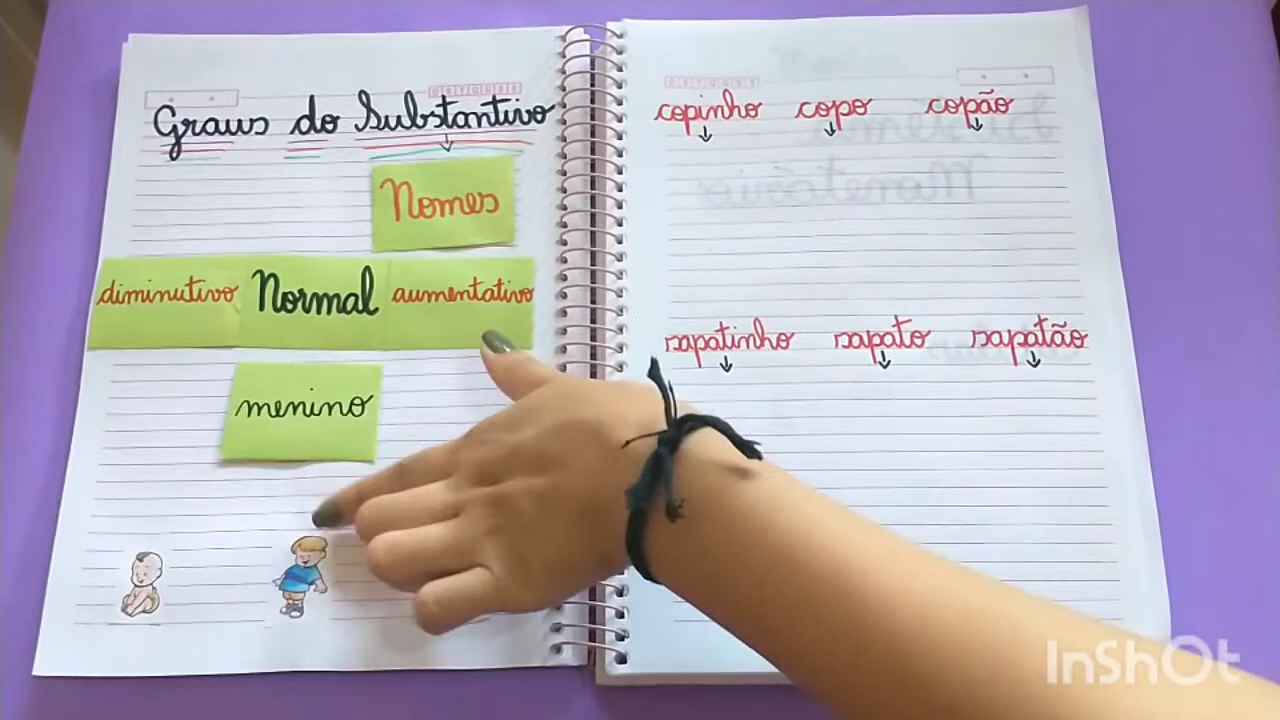 Graus do Substantivo
Nomes
diminutivo Normal aumentativo
menino
copinho copo copão
sapatinho sapato sapatão
InShOt